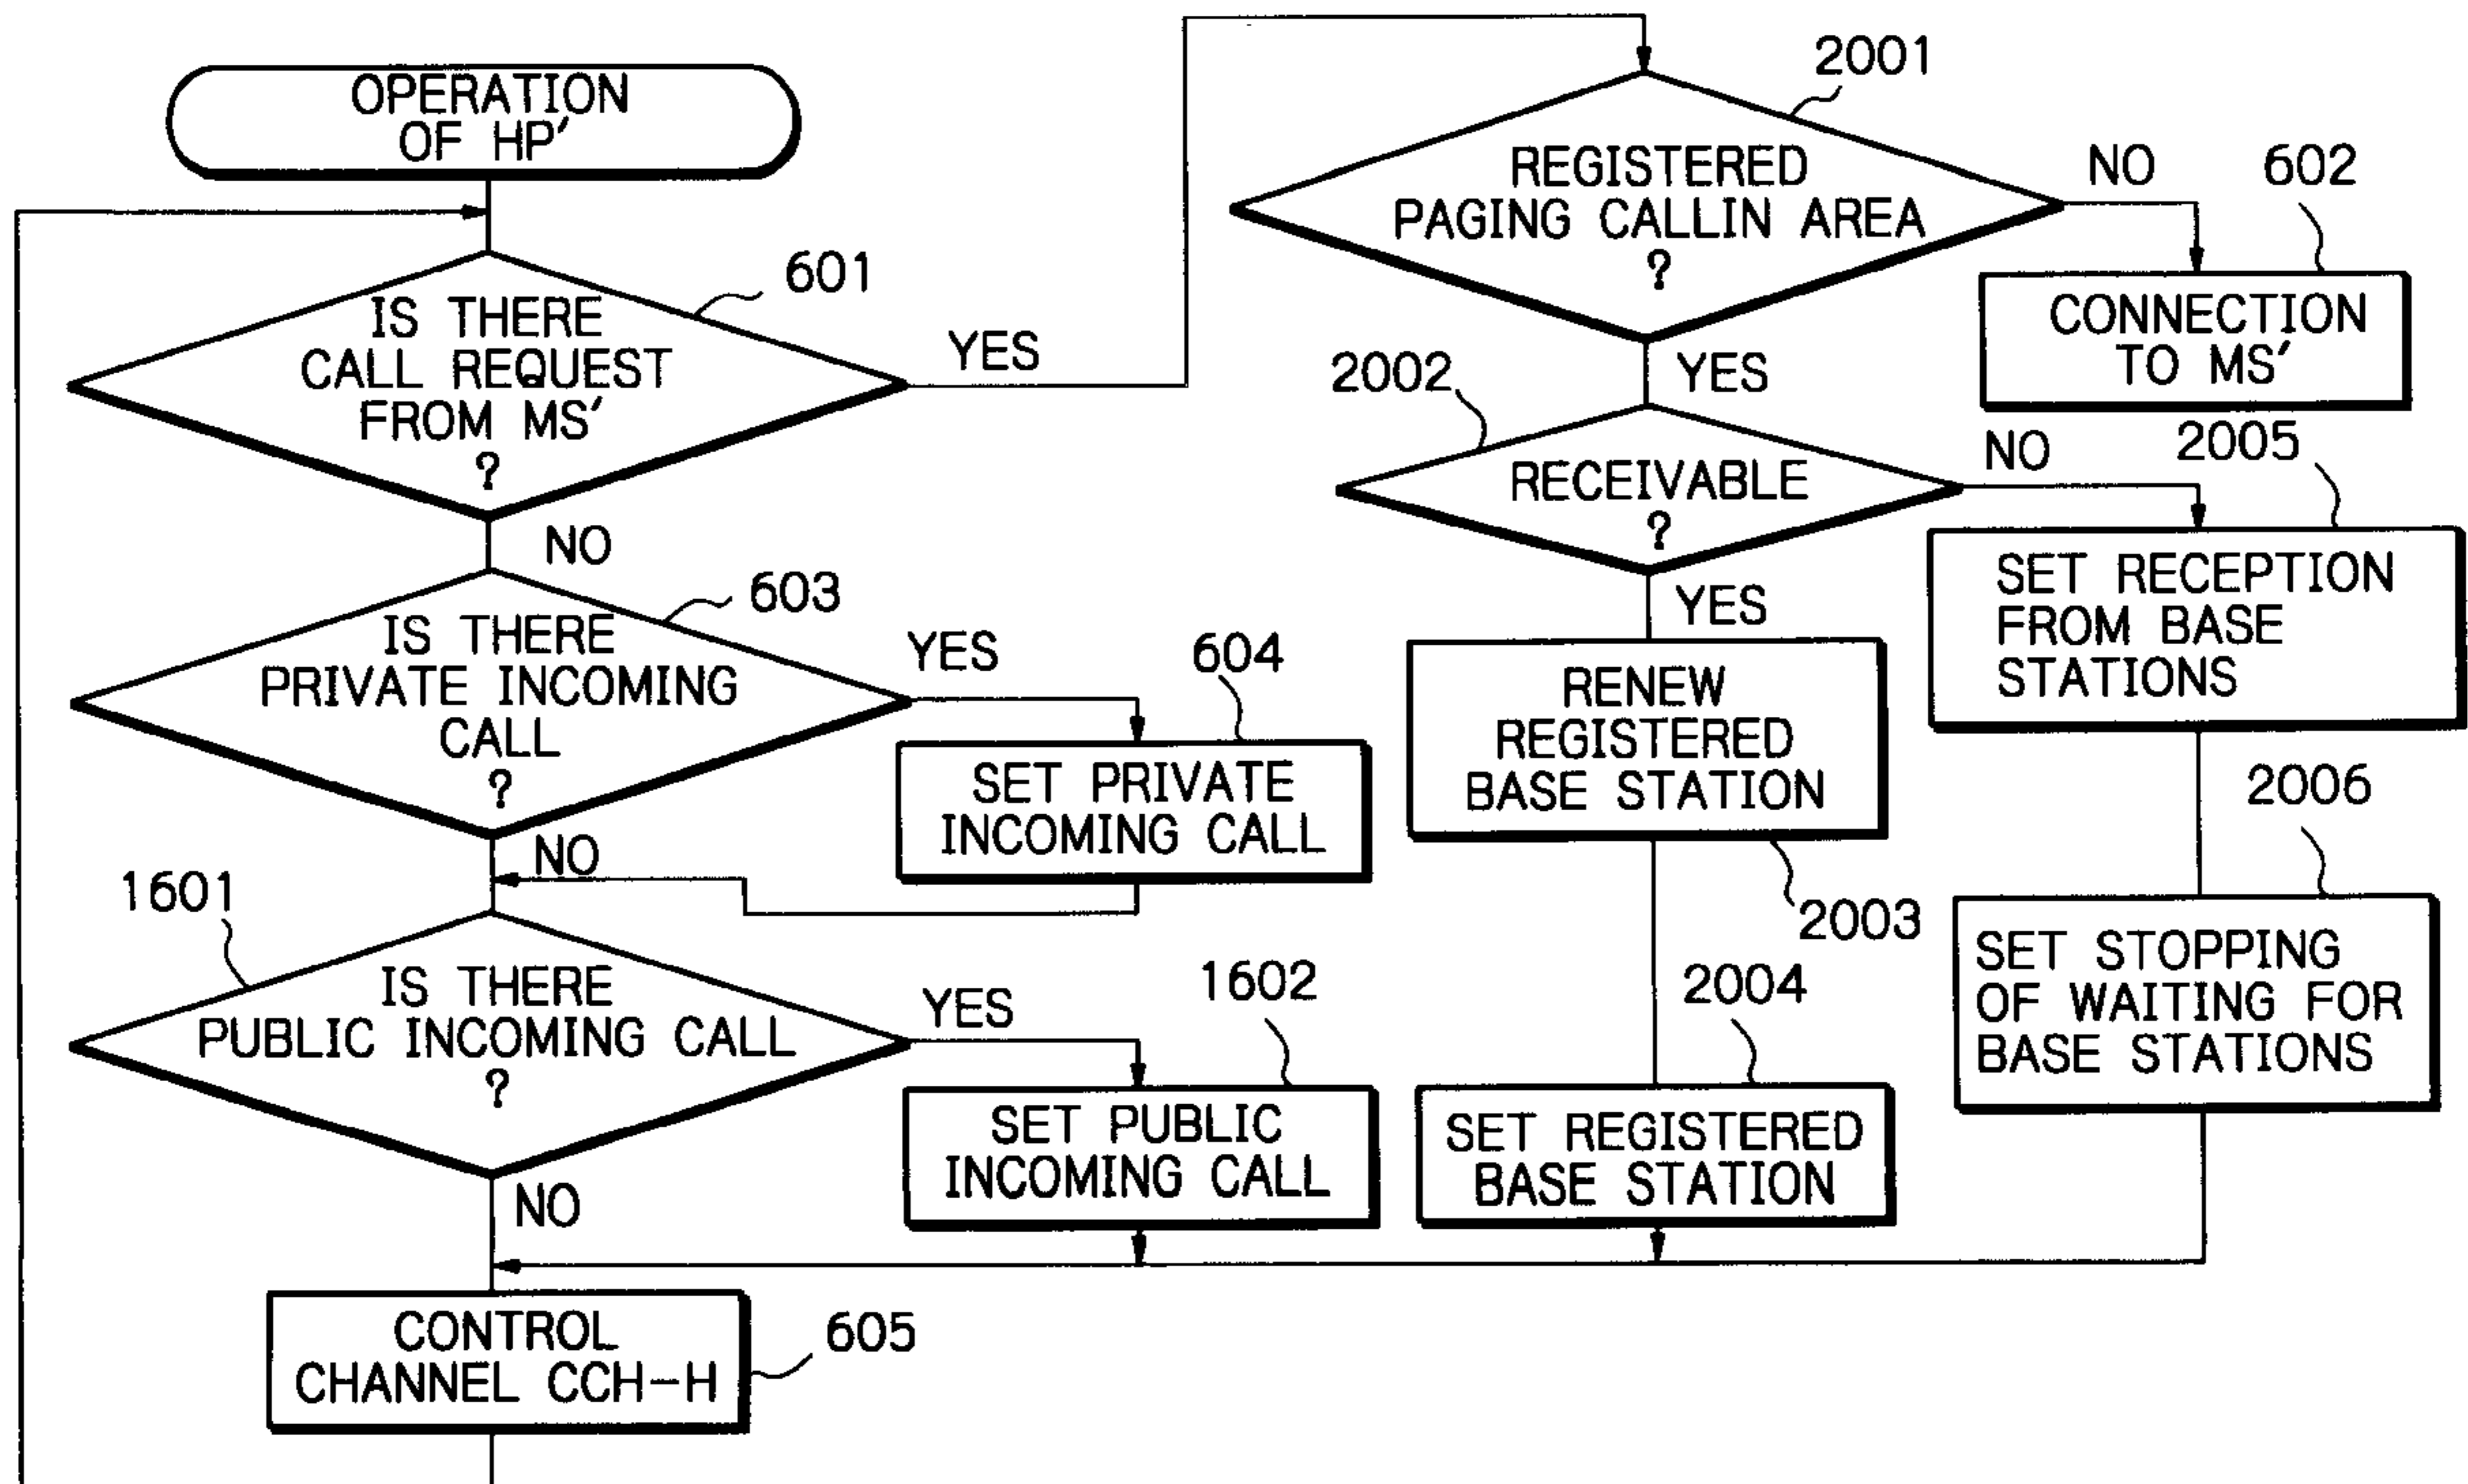 OPERATION
OF HP'
601
IS THERE
CALL REQUEST
FROM MS'
?
YES
NO
603
IS THERE
PRIVATE INCOMING
CALL
?
YES
604
SET PRIVATE
INCOMING CALL
NO
1601
IS THERE
PUBLIC INCOMING CALL
?
YES
1602
SET PUBLIC
INCOMING CALL
NO
CONTROL
CHANNEL CCH-H
605
2001
REGISTERED
PAGING CALLIN AREA
?
NO
602
CONNECTION
TO MS'
YES
2002
RECEIVABLE
?
NO
2005
SET RECEPTION
FROM BASE
STATIONS
YES
RENEW
REGISTERED
BASE STATION
2003
2006
SET STOPPING
OF WAITING FOR
BASE STATIONS
2004
SET REGISTERED
BASE STATION